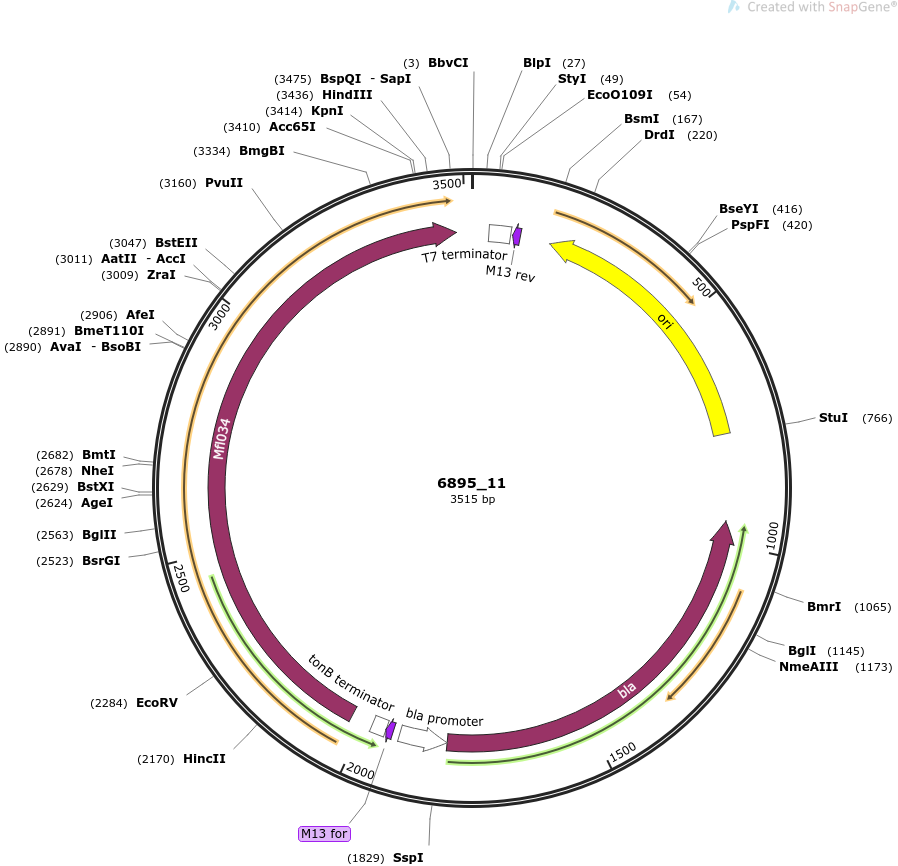 Created with SnapGene®
(3) BbvCI
BlpI (27)
(3475) BspQI - SapI
StyI (49)
(3436) HindIII
EcoO109I (54)
(3414) KpnI
BsmI (167)
(3410) Acc65I
DrdI (220)
(3334) BmgBI
(3160) PvuII
3500
BseYI (416)
PspFI (420)
(3047) BstEII
(3011) AatII - AccI
(3009) ZraI
T7 terminator
M13 rev
500
3000
ori
(2906) AfeI
(2891) BmeT110I
(2890) AvaI - BsoBI
StuI (766)
Mfl034
(2682) BmtI
(2678) NheI
(2629) BstXI
(2624) AgeI
6895_11
3515 bp
(2563) BglII
1000
(2523) BsrGI
2500
BmrI (1065)
BglI (1145)
NmeAIII (1173)
tonB terminator
bla
(2284) EcoRV
bla promoter
(2170) HincII
1500
2000
M13 for
(1829) SspI